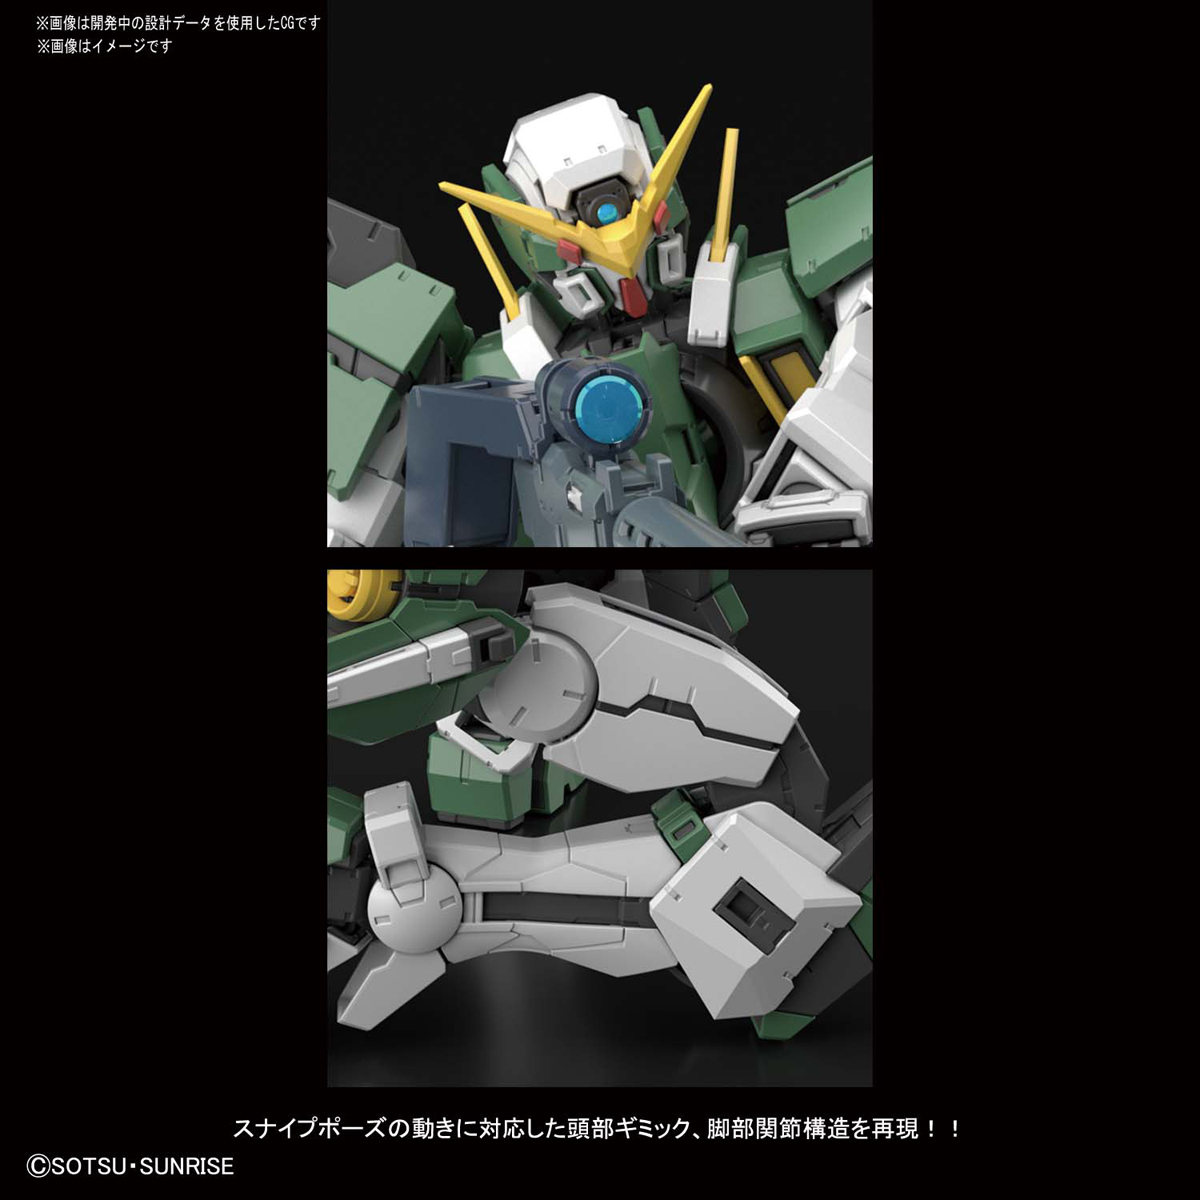 ※画像は開発中の設計データを使用したCGです
※画像はイメージです
スナイプポーズの動きに対応した頭部ギミック、脚部関節構造を再現！！
©SOTSU・SUNRISE